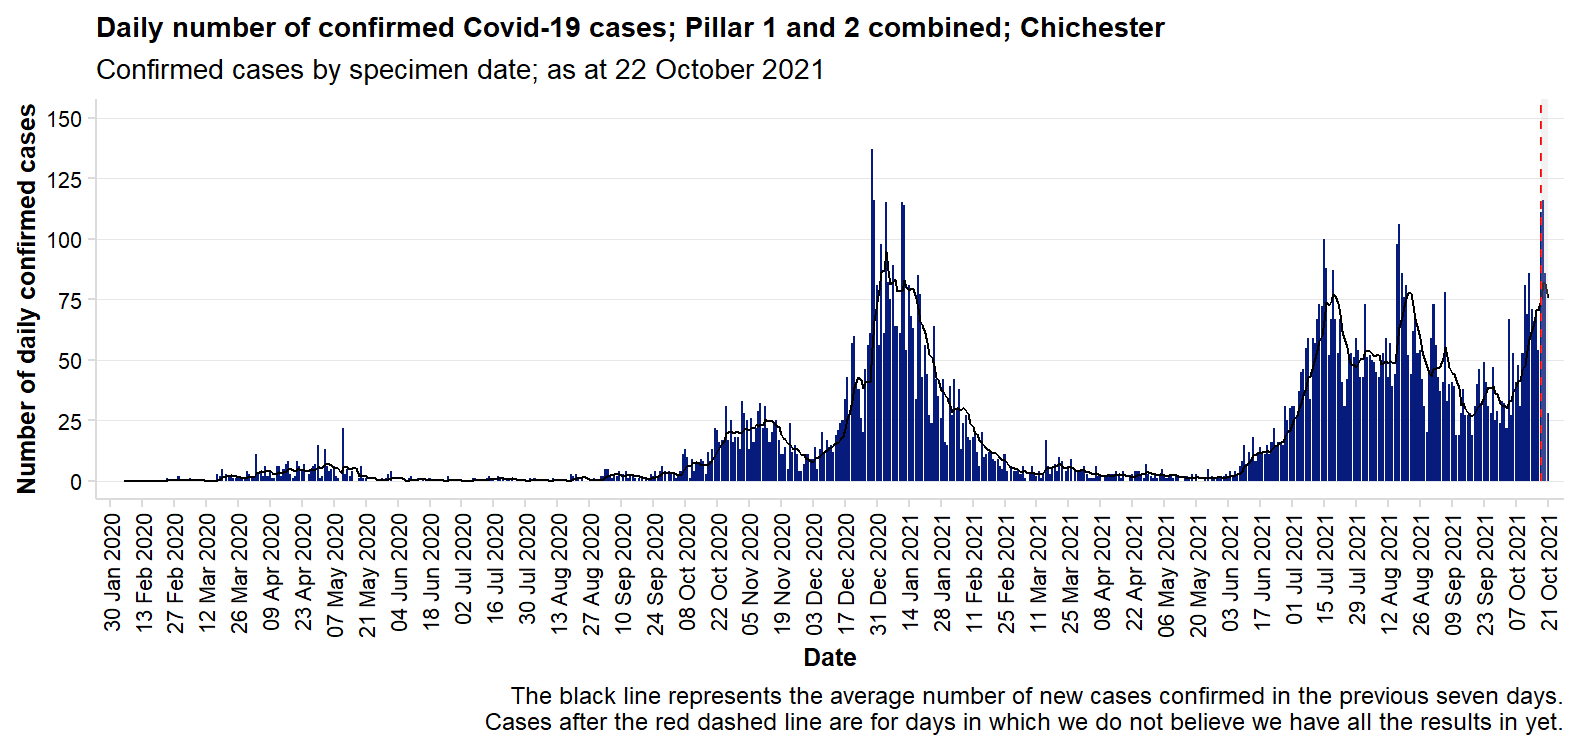 Daily number of confirmed Covid-19 cases; Pillar 1 and 2 combined; Chichester
Confirmed cases by specimen date; as at 22 October 2021
Number of daily confirmed cases
150
125
100
75
50
25
0
30 Jan 2020
13 Feb 2020
27 Feb 2020
12 Mar 2020
26 Mar 2020
09 Apr 2020
23 Apr 2020
07 May 2020
21 May 2020
04 Jun 2020
18 Jun 2020
02 Jul 2020
16 Jul 2020
30 Jul 2020
13 Aug 2020
27 Aug 2020
10 Sep 2020
24 Sep 2020
08 Oct 2020
22 Oct 2020
05 Nov 2020
19 Nov 2020
03 Dec 2020
17 Dec 2020
31 Dec 2020
14 Jan 2021
28 Jan 2021
11 Feb 2021
25 Feb 2021
11 Mar 2021
25 Mar 2021
08 Apr 2021
22 Apr 2021
06 May 2021
20 May 2021
03 Jun 2021
17 Jun 2021
01 Jul 2021
15 Jul 2021
29 Jul 2021
12 Aug 2021
26 Aug 2021
09 Sep 2021
23 Sep 2021
07 Oct 2021
21 Oct 2021
Date
The black line represents the average number of new cases confirmed in the previous seven days.
Cases after the red dashed line are for days in which we do not believe we have all the results in yet.